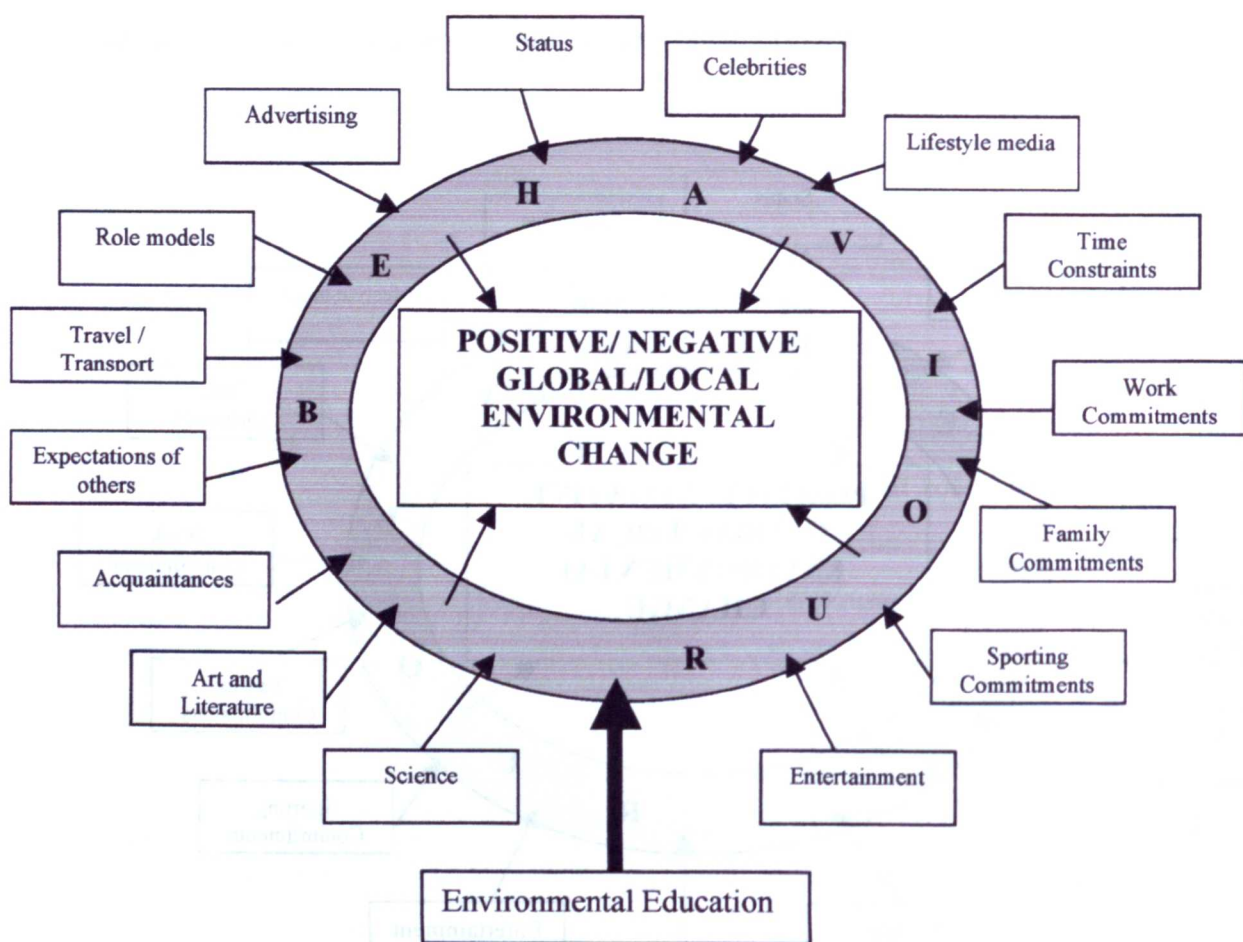 Status
Celebrities
Advertising
Lifestyle media
H
A
V
Role models
E
Time
Constraints
Travel /
Transport
POSITIVE/ NEGATIVE
GLOBAL/LOCAL
ENVIRONMENTAL
CHANGE
I
B
Work
Commitments
Expectations of
others
O
Family
Commitments
Acquaintances
U
R
Sporting
Commitments
Art and
Literature
Science
Entertainment
Environmental Education